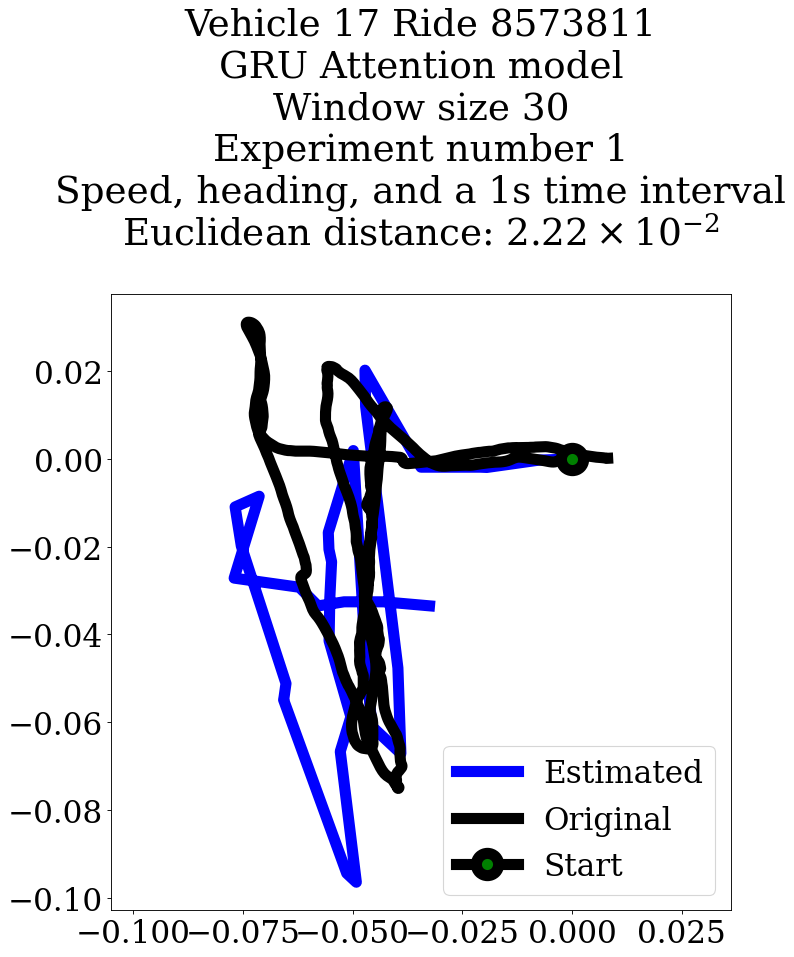 Vehicle 17 Ride 8573811
GRU Attention model
Window size 30
Experiment number 1
Speed, heading, and a 1s time interval
Euclidean distance: 2.22 × 10⁻²
0.02
0.00
−0.02
−0.04
−0.06
−0.08
−0.10
Estimated
Original
Start
−0.100 −0.075 −0.050 −0.025 0.000 0.025